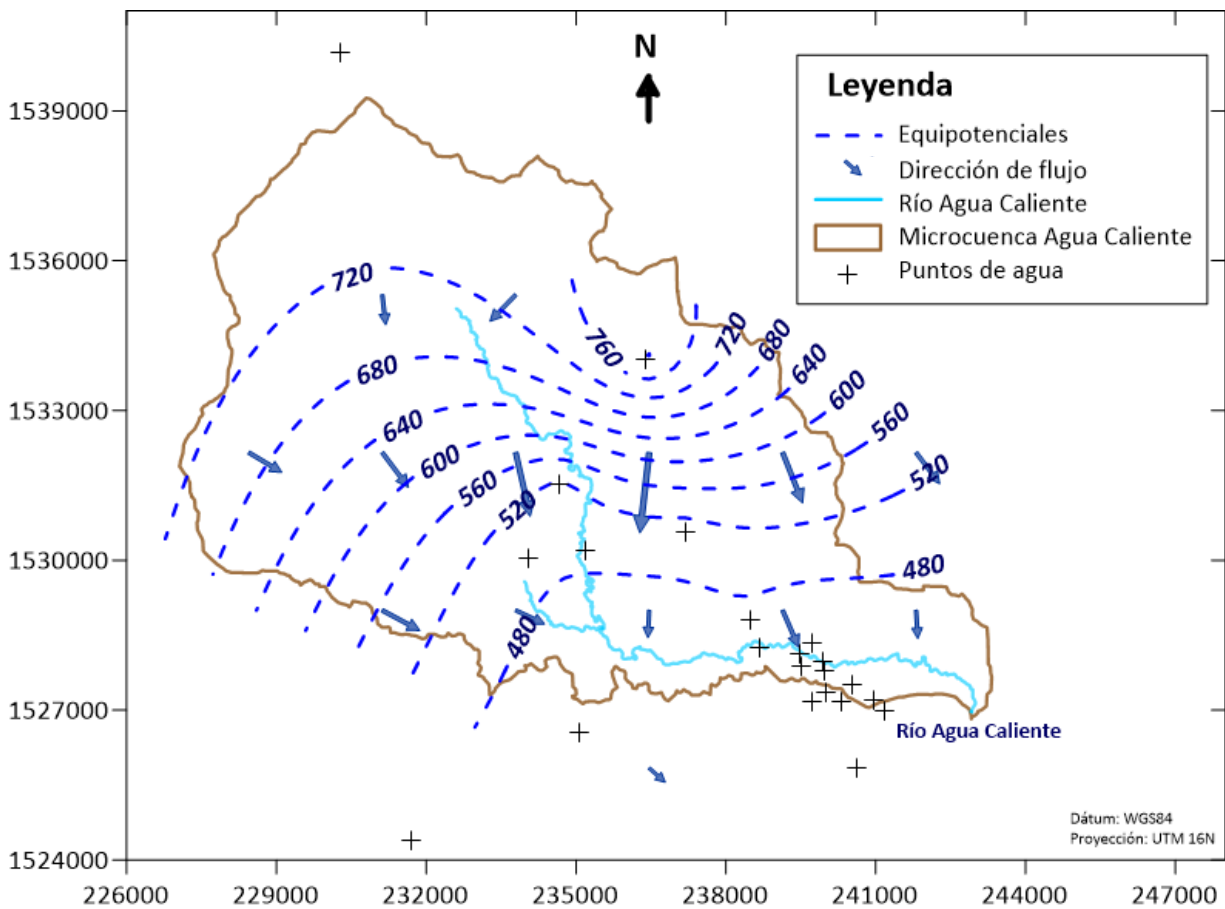 N
Leyenda
Equipotenciales
Dirección de flujo
Río Agua Caliente
Microcuenca Agua Caliente
Puntos de agua
1539000
1536000
1533000
1530000
1527000
1524000
720
680
640
600
560
520
480
760
720
680
640
600
560
520
480
Río Agua Caliente
Dátum: WGS84
Proyección: UTM 16N
226000 229000 232000 235000 238000 241000 244000 247000